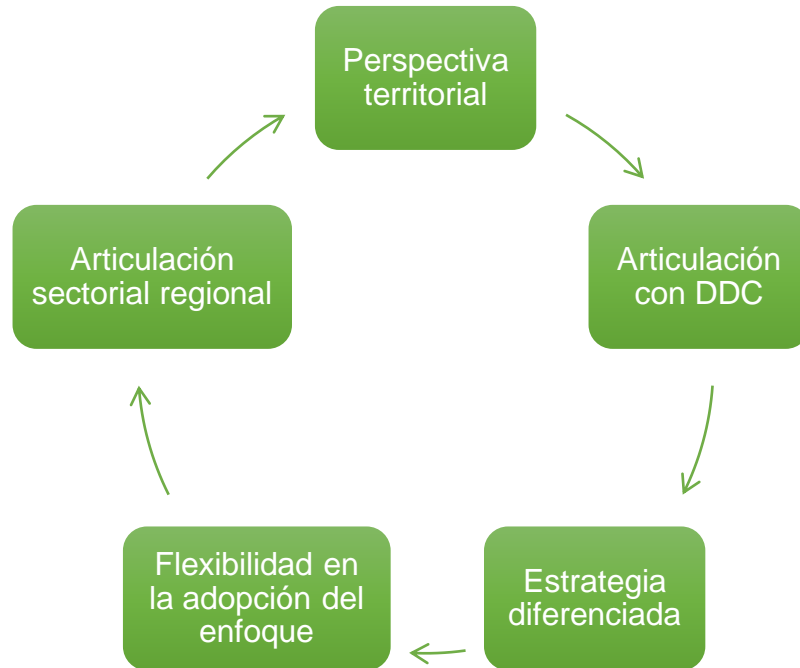 Perspectiva
territorial
Articulación
con DDC
Estrategia
diferenciada
Flexibilidad en
la adopción del
enfoque
Articulación
sectorial regional